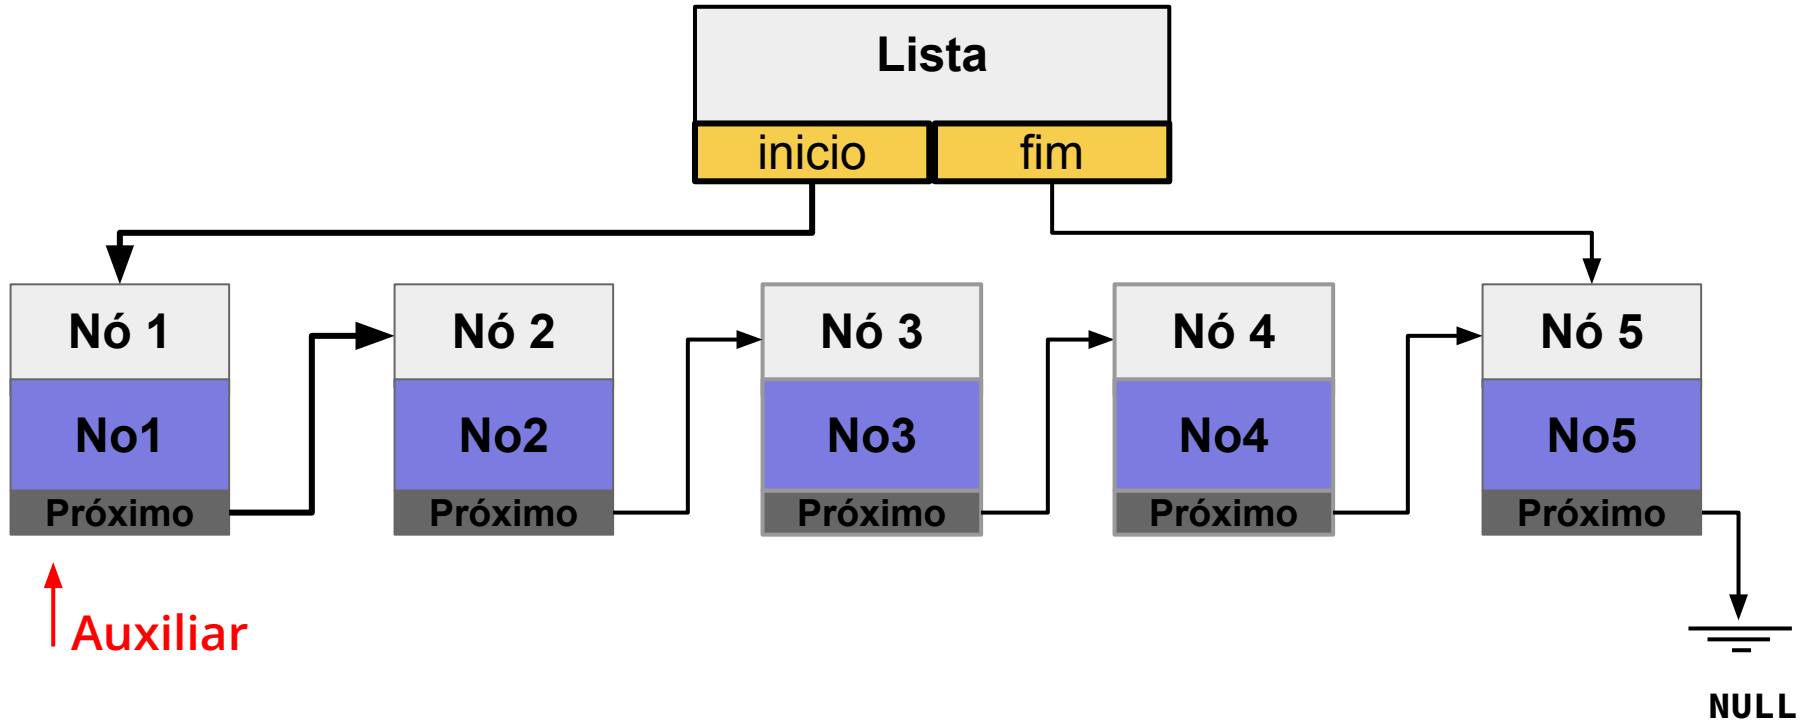 Lista
inicio fim
Nó 1 Nó 2 Nó 3 Nó 4 Nó 5
No1 No2 No3 No4 No5
Próximo Próximo Próximo Próximo Próximo
Auxiliar
NULL